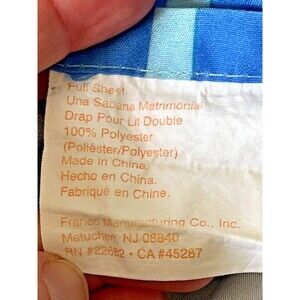 Full Sheet
Una Sabana Matrimonial
Drap Pour Lit Double
100% Polyester
(Poliéster/Polyester)
Made in China.
Hecho en China.
Fabriqué en Chine.
Franco Manufacturing Co., Inc.
Metuchen, NJ 08840
RN #22682 • CA #45287